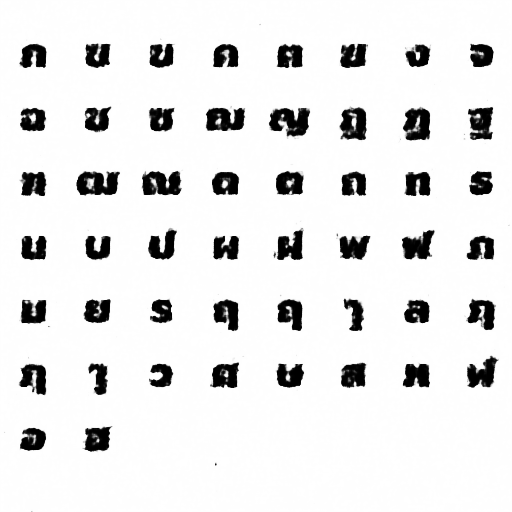 ก ข ฃ ค ฅ ฆ ง จ
ฉ ช ซ ฌ ญ ฎ ฏ ฐ
ฑ ฒ ณ ด ต ถ ท ธ
น บ ป ผ ฝ พ ฟ ภ
ม ย ร ฤ ฤ ๅ ล ฦ
ฦ ๅ ว ศ ษ ส ห ฬ
อ ฮ